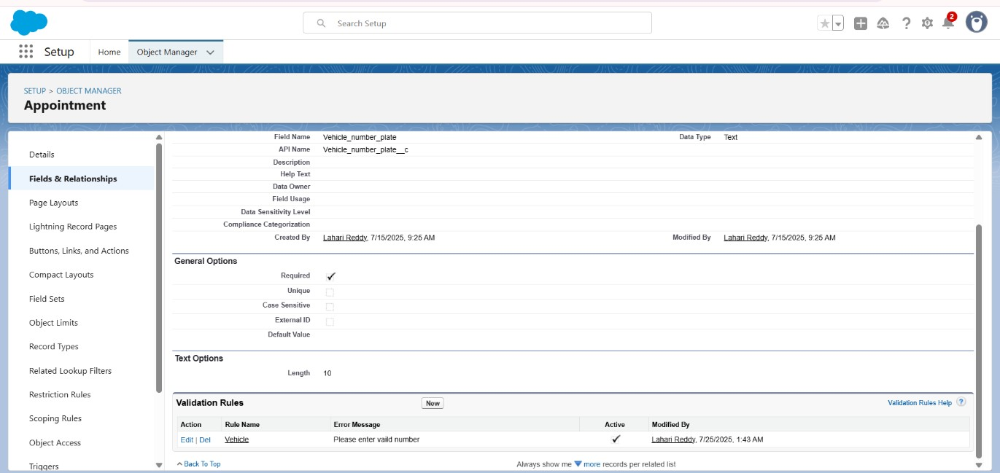 Search Setup
2
Setup Home Object Manager
SETUP > OBJECT MANAGER
Appointment
Details
Fields & Relationships
Page Layouts
Lightning Record Pages
Buttons, Links, and Actions
Compact Layouts
Field Sets
Object Limits
Record Types
Related Lookup Filters
Restriction Rules
Scoping Rules
Object Access
Triggers
Field Name Vehicle_number_plate Data Type Text
API Name Vehicle_number_plate__c
Description
Help Text
Data Owner
Field Usage
Data Sensitivity Level
Compliance Categorization
Created By Lahari Reddy, 7/15/2025, 9:25 AM Modified By Lahari Reddy, 7/15/2025, 9:25 AM
General Options
Required
Unique
Case Sensitive
External ID
Default Value
Text Options
Length 10
Validation Rules New Validation Rules Help ?
Action Rule Name Error Message Active Modified By
Edit | Del Vehicle Please enter vaild number Lahari Reddy, 7/25/2025, 1:43 AM
Back To Top Always show me more records per related list